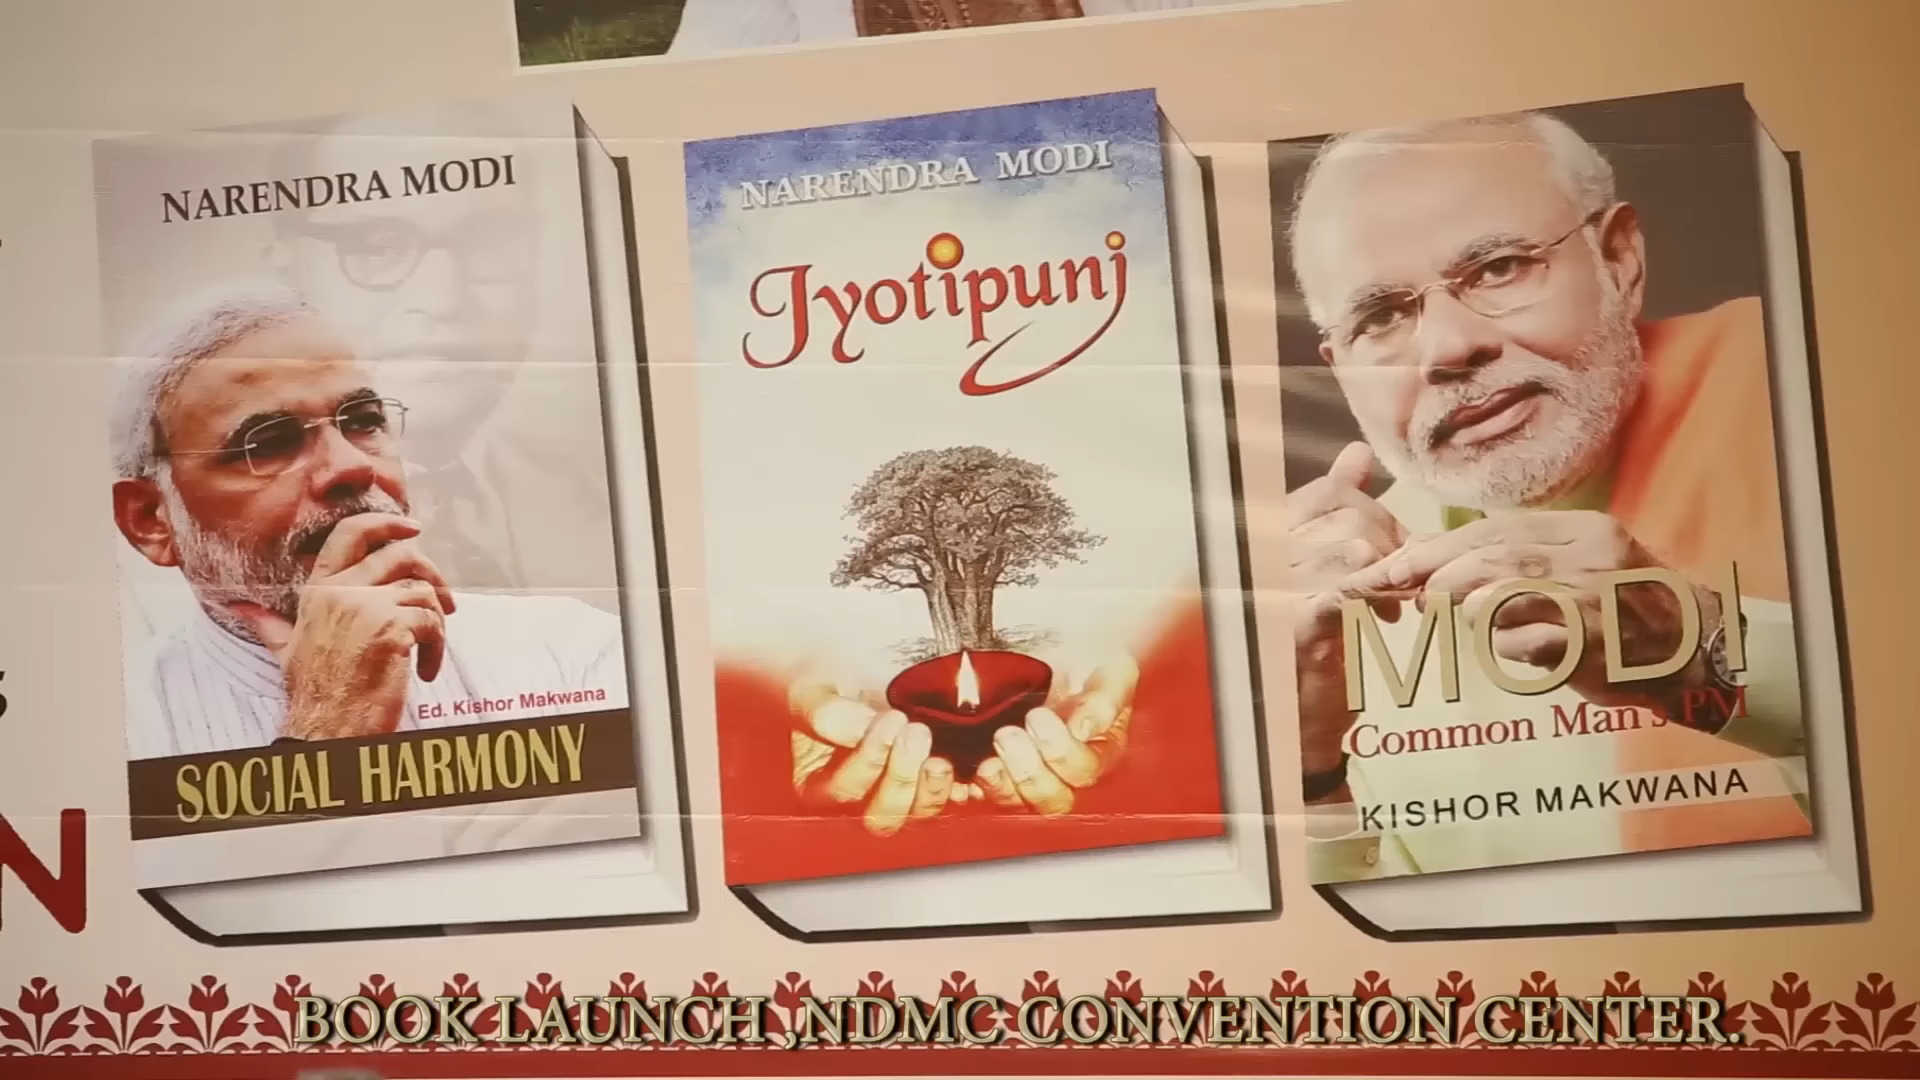 NARENDRA MODI
Ed. Kishor Makwana
SOCIAL HARMONY
NARENDRA MODI
Jyotipunj
MODI
Common Man's PM
KISHOR MAKWANA
N
BOOK LAUNCH ,NDMC CONVENTION CENTER.